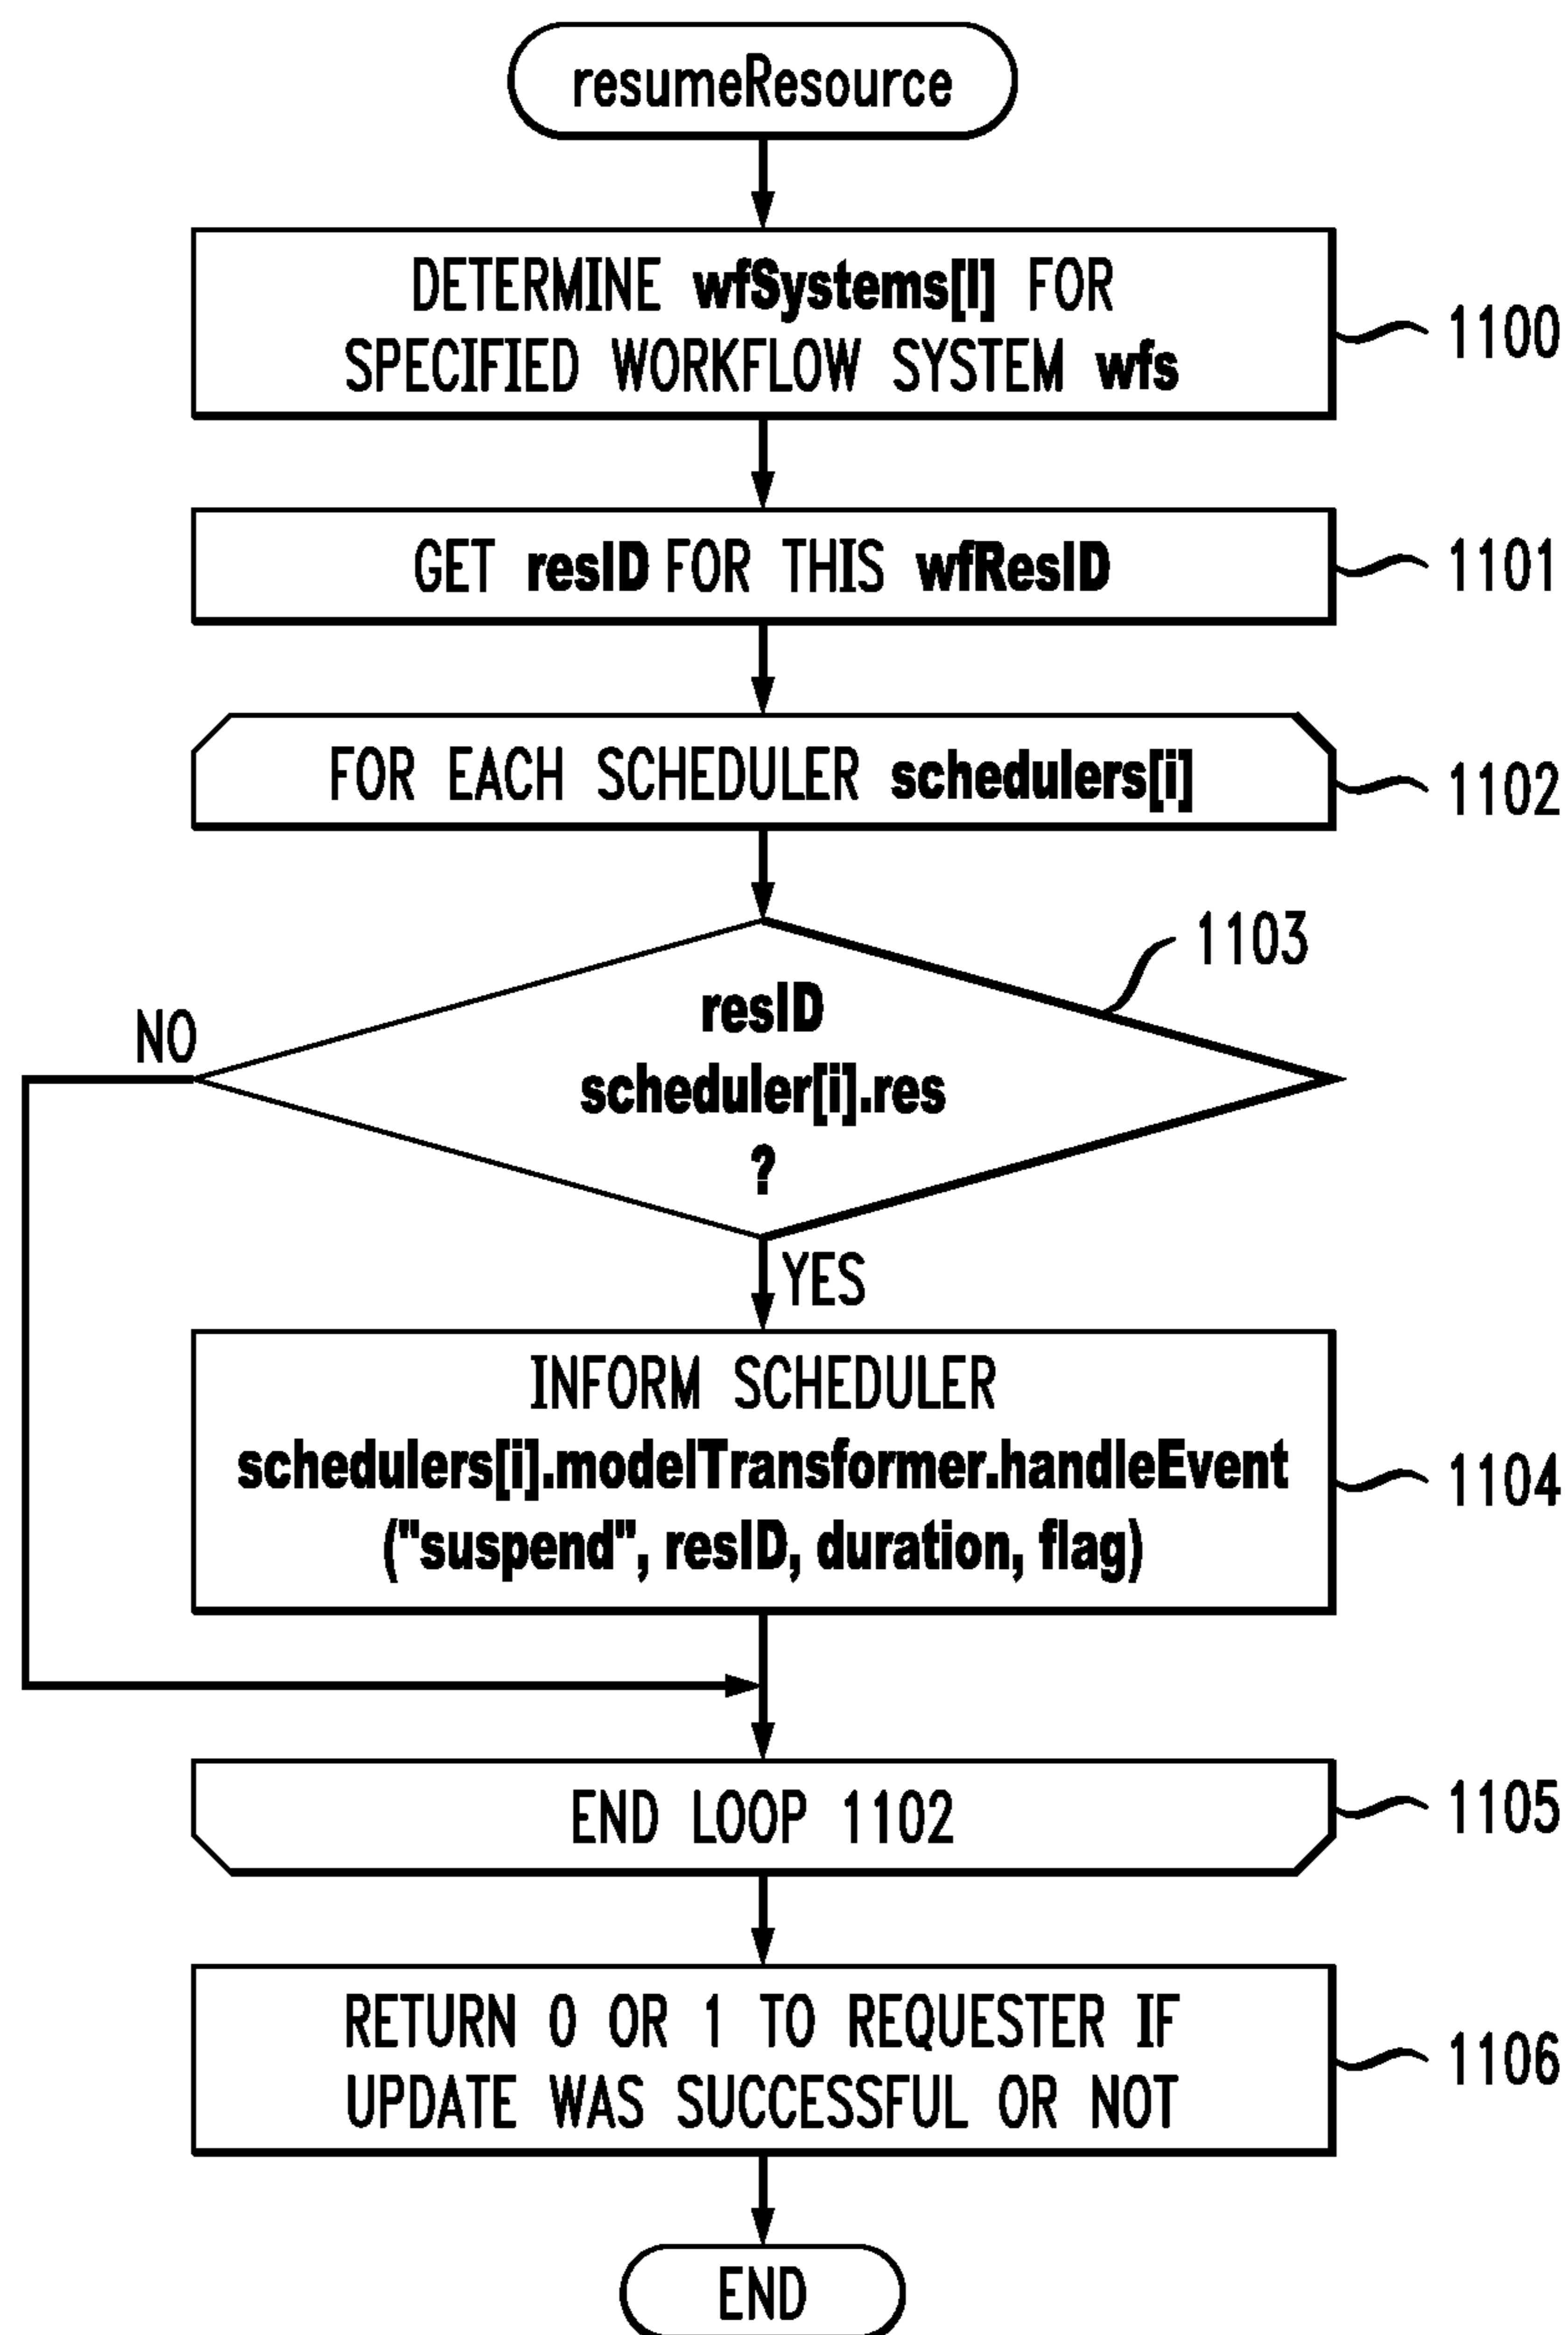 resumeResource
DETERMINE wfSystems[l] FOR
SPECIFIED WORKFLOW SYSTEM wfs
1100
GET resID FOR THIS wfResID
1101
FOR EACH SCHEDULER schedulers[i]
1102
1103
NO
resID
scheduler[i].res
?
YES
INFORM SCHEDULER
schedulers[i].modelTransformer.handleEvent
("suspend", resID, duration, flag)
1104
END LOOP 1102
1105
RETURN 0 OR 1 TO REQUESTER IF
UPDATE WAS SUCCESSFUL OR NOT
1106
END